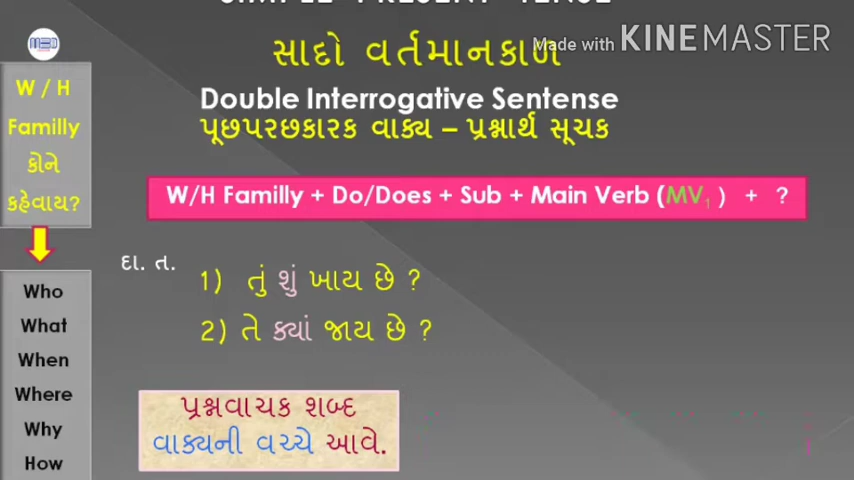 SIMPLE PRESENT TENSE
Made with KINEMASTER
સાદો વર્તમાનકાળ
Double Interrogative Sentense
પૂછપરછકારક વાક્ય – પ્રશ્નાર્થ સૂચક
W / H
Familly
કોને
કહેવાય?
W/H Familly + Do/Does + Sub + Main Verb (MV1 ) + ?
દા. ત.
1) તું શું ખાય છે ?
2) તે ક્યાં જાય છે ?
Who
What
When
Where
Why
How
પ્રશ્નવાચક શબ્દ
વાક્યની વચ્ચે આવે.